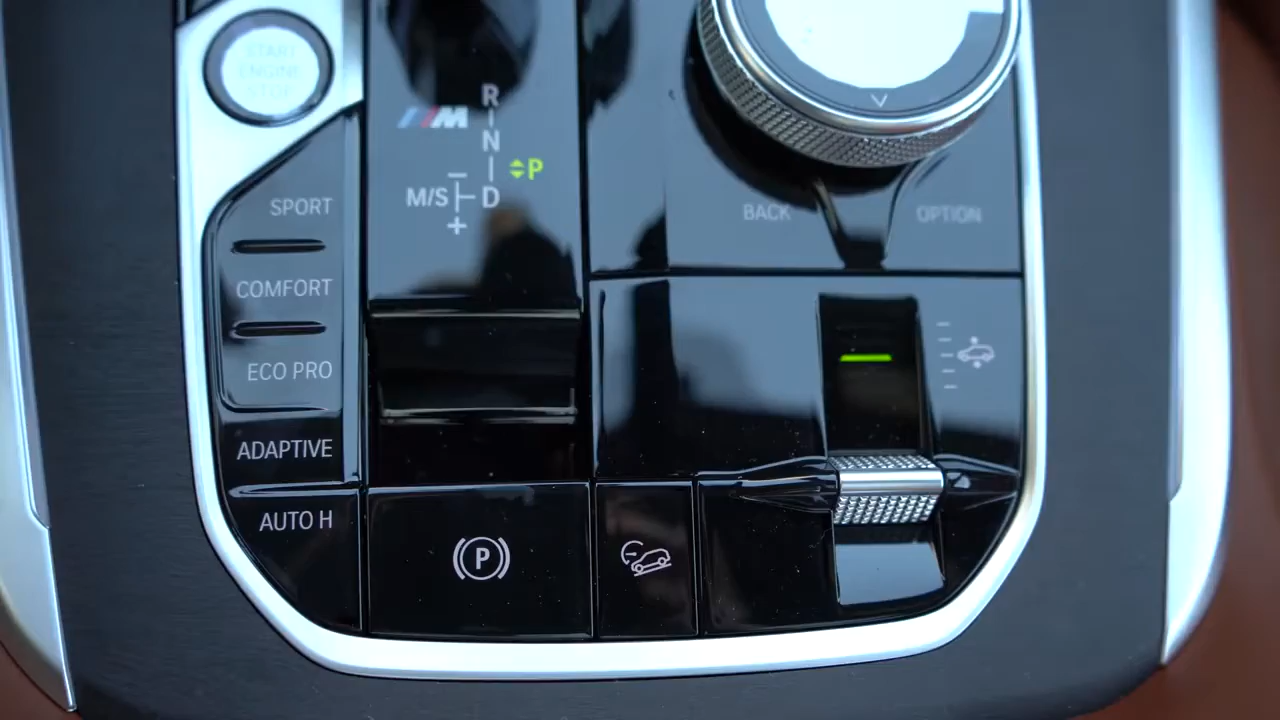 START
ENGINE
STOP
M
R
N
P
M/S
D
–
+
SPORT
COMFORT
ECO PRO
ADAPTIVE
AUTO H
BACK
OPTION
P